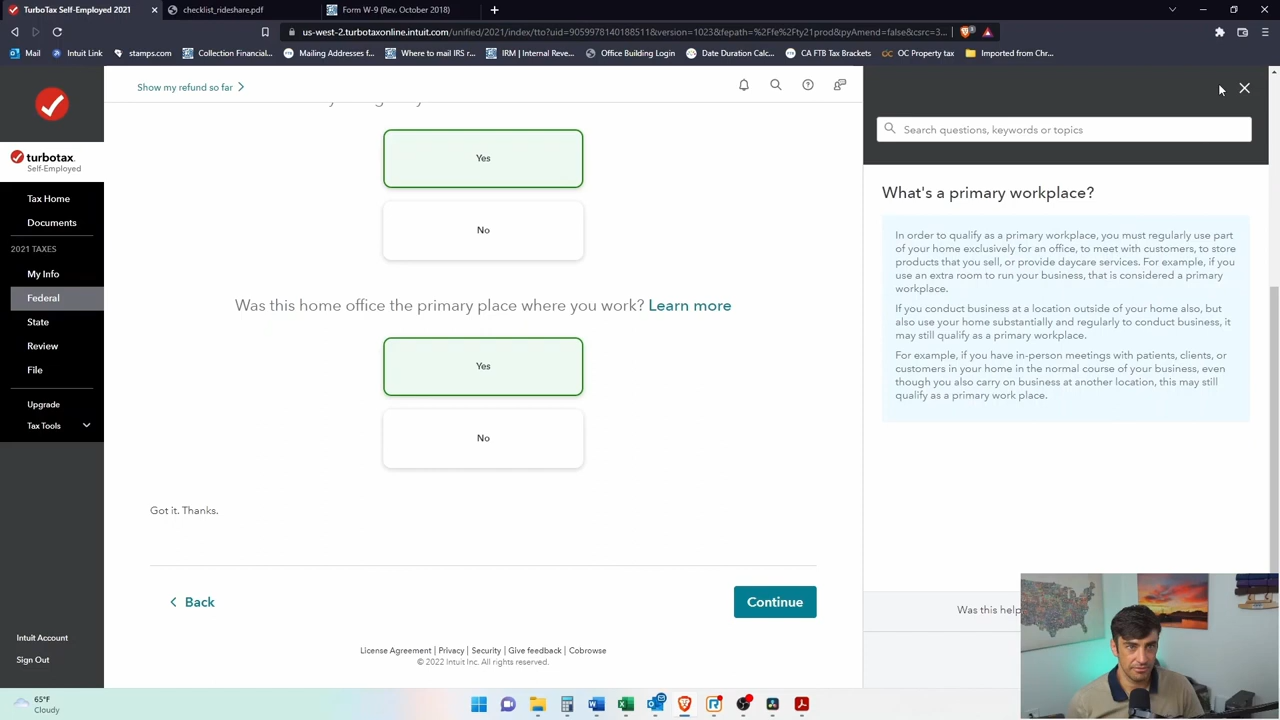 TurboTax Self-Employed 2021
checklist_rideshare.pdf
Form W-9 (Rev. October 2018)
us-west-2.turbotaxonline.intuit.com/unified/2021/index/tto?uid=9059978140188511&version=1023&fepath=%2Ffe%2Fty21prod&pyAmend=false&csrc=3...
Mail
Intuit Link
stamps.com
Collection Financial...
Mailing Addresses f...
Where to mail IRS r...
IRM | Internal Reve...
Office Building Login
Date Duration Calc...
CA FTB Tax Brackets
OC Property tax
Imported from Chr...
Show my refund so far
turbotax
Self-Employed
Tax Home
Documents
2021 TAXES
My Info
Federal
State
Review
File
Upgrade
Tax Tools
Intuit Account
Sign Out
Yes
No
Was this home office the primary place where you work? Learn more
Yes
No
Got it. Thanks.
Back
Continue
License Agreement | Privacy | Security | Give feedback | Cobrowse
© 2022 Intuit Inc. All rights reserved.
Search questions, keywords or topics
What's a primary workplace?
In order to qualify as a primary workplace, you must regularly use part
of your home exclusively for an office, to meet with customers, to store
products that you sell, or provide daycare services. For example, if you
use an extra room to run your business, that is considered a primary
workplace.
If you conduct business at a location outside of your home also, but
also use your home substantially and regularly to conduct business, it
may still qualify as a primary workplace.
For example, if you have in-person meetings with patients, clients, or
customers in your home in the normal course of your business, even
though you also carry on business at another location, this may still
qualify as a primary work place.
Was this help
65°F
Cloudy